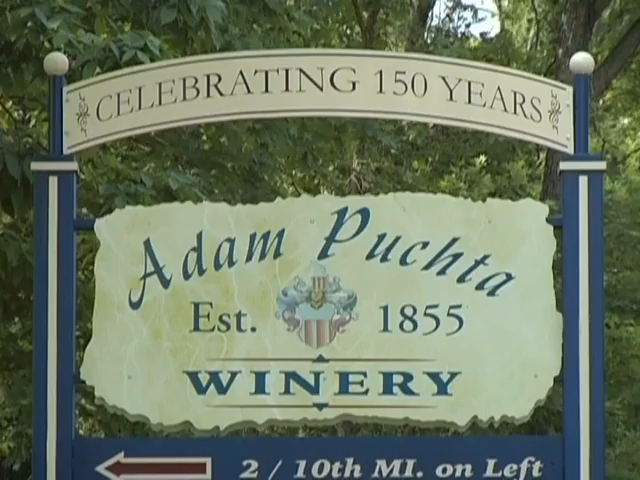 CELEBRATING 150 YEARS
Adam Puchta
Est. 1855
WINERY
2 / 10th MI. on Left